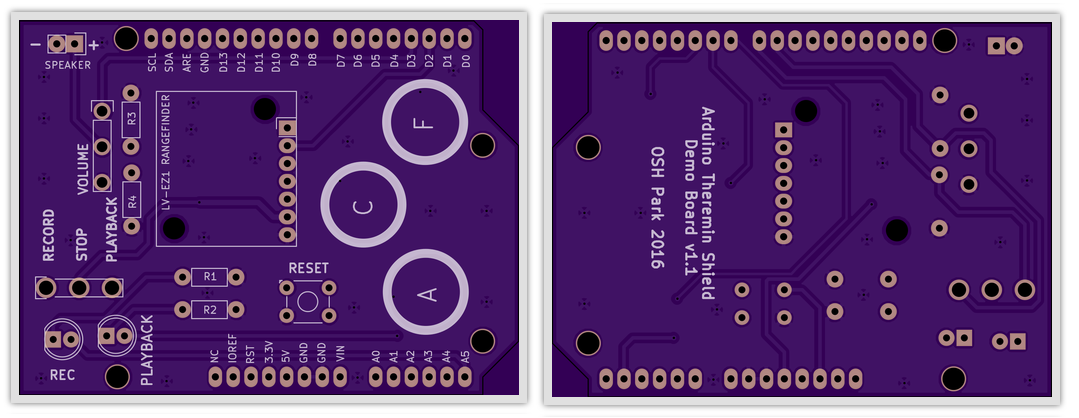 - +
SPEAKER
SCL SDA ARE GND D13 D12 D11 D10 D9 D8 D7 D6 D5 D4 D3 D2 D1 D0
R3
VOLUME
R4
LV-EZ1 RANGEFINDER
F
C
A
RECORD
STOP
PLAYBACK
R1
R2
RESET
REC
PLAYBACK
NC IOREF RST 3.3V 5V GND GND VIN A0 A1 A2 A3 A4 A5
Arduino Theremin Shield
Demo Board v1.1
OSH Park 2016